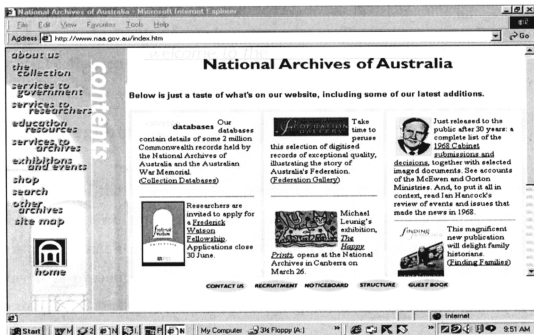 National Archives of Australia - Microsoft Internet Explorer
File Edit View Favorites Tools Help
Address http://www.naa.gov.au/index.htm Go
about us
the
collection
services to
government
services to
researchers
education
resources
services to
archives
exhibitions
and events
shop
search
other
archives
site map
home
contents
National Archives of Australia
Below is just a taste of what's on our website, including some of our latest additions.
databases Our
databases
contain details of some 2 million
Commonwealth records held by
the National Archives of
Australia and the Australian
War Memorial.
(Collection Databases)
FEDERATION
GALLERY
Take
time to
peruse
this selection of digitised
records of exceptional quality,
illustrating the story of
Australia's Federation.
(Federation Gallery)
Just released to the
public after 30 years: a
complete list of the
1968 Cabinet
submissions and
decisions, together with selected
imaged documents. See accounts
of the McEwen and Gorton
Ministries. And, to put it all in
context, read Ian Hancock's
review of events and issues that
made the news in 1968.
Researchers are
invited to apply for
a Frederick
Watson
Fellowship.
Applications close
30 June.
Michael
Leunig's
exhibition,
The
Happy
Prints, opens at the National
Archives in Canberra on
March 26.
FINDING
This magnificent
new publication
will delight family
historians.
(Finding Families)
CONTACT US RECRUITMENT NOTICEBOARD STRUCTURE GUEST BOOK
Internet
Start My Computer 3½ Floppy (A:) 9:51 AM